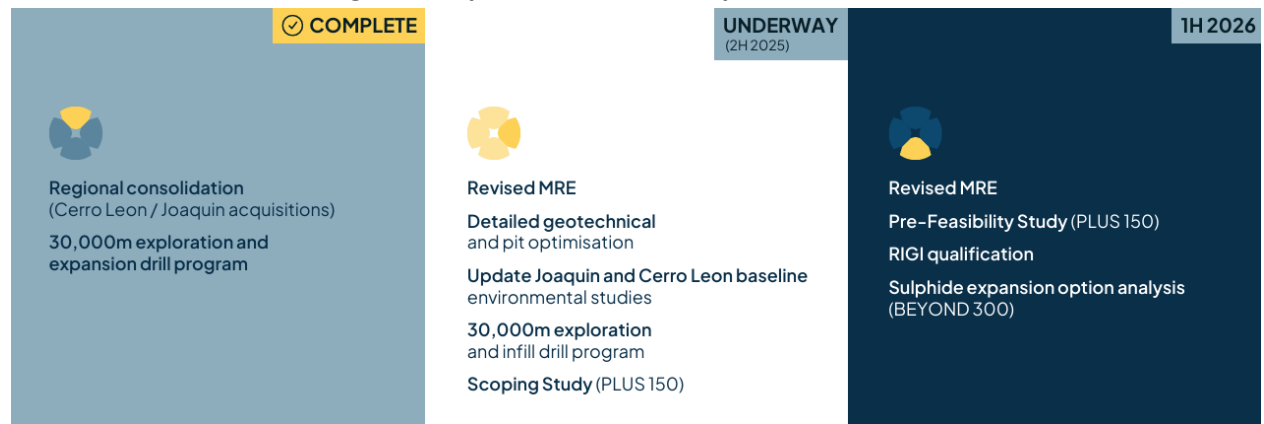 COMPLETE
Regional consolidation
(Cerro Leon / Joaquin acquisitions)
30,000m exploration and
expansion drill program
UNDERWAY
(2H 2025)
Revised MRE
Detailed geotechnical
and pit optimisation
Update Joaquin and Cerro Leon baseline
environmental studies
30,000m exploration
and infill drill program
Scoping Study (PLUS 150)
1H 2026
Revised MRE
Pre-Feasibility Study (PLUS 150)
RIGI qualification
Sulphide expansion option analysis
(BEYOND 300)